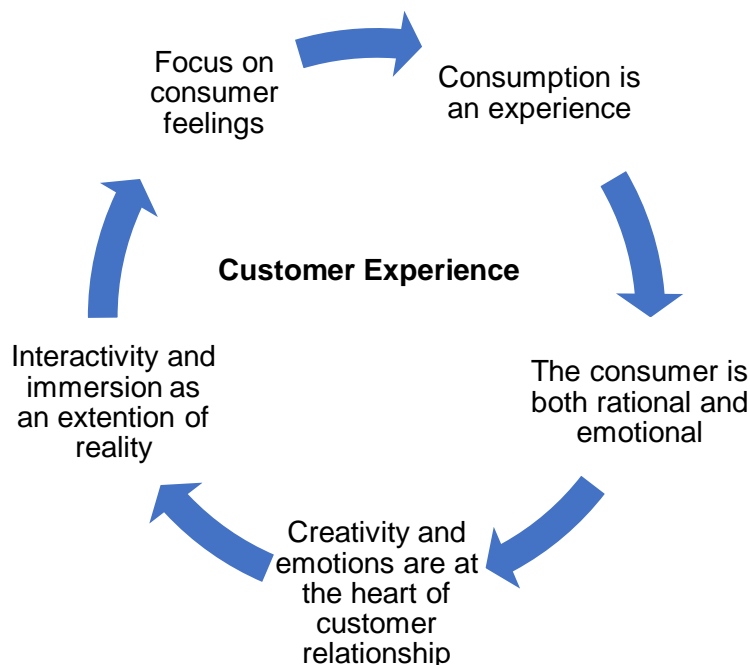 Focus on
consumer
feelings
Consumption is
an experience
Customer Experience
The consumer is
both rational and
emotional
Creativity and
emotions are at
the heart of
customer
relationship
Interactivity and
immersion as
an extention of
reality